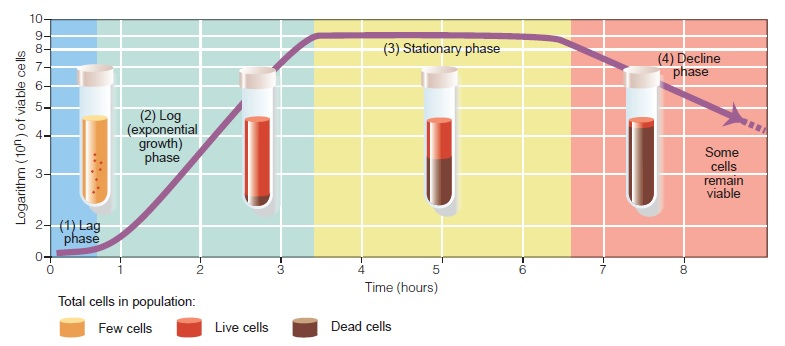 Logarithm (10ⁿ) of viable cells
10
9
8
7
6
5
4
3
2
0
(1) Lag
phase
(2) Log
(exponential
growth)
phase
(3) Stationary phase
(4) Decline
phase
Some
cells
remain
viable
0 1 2 3 4 5 6 7 8
Time (hours)
Total cells in population:
Few cells Live cells Dead cells